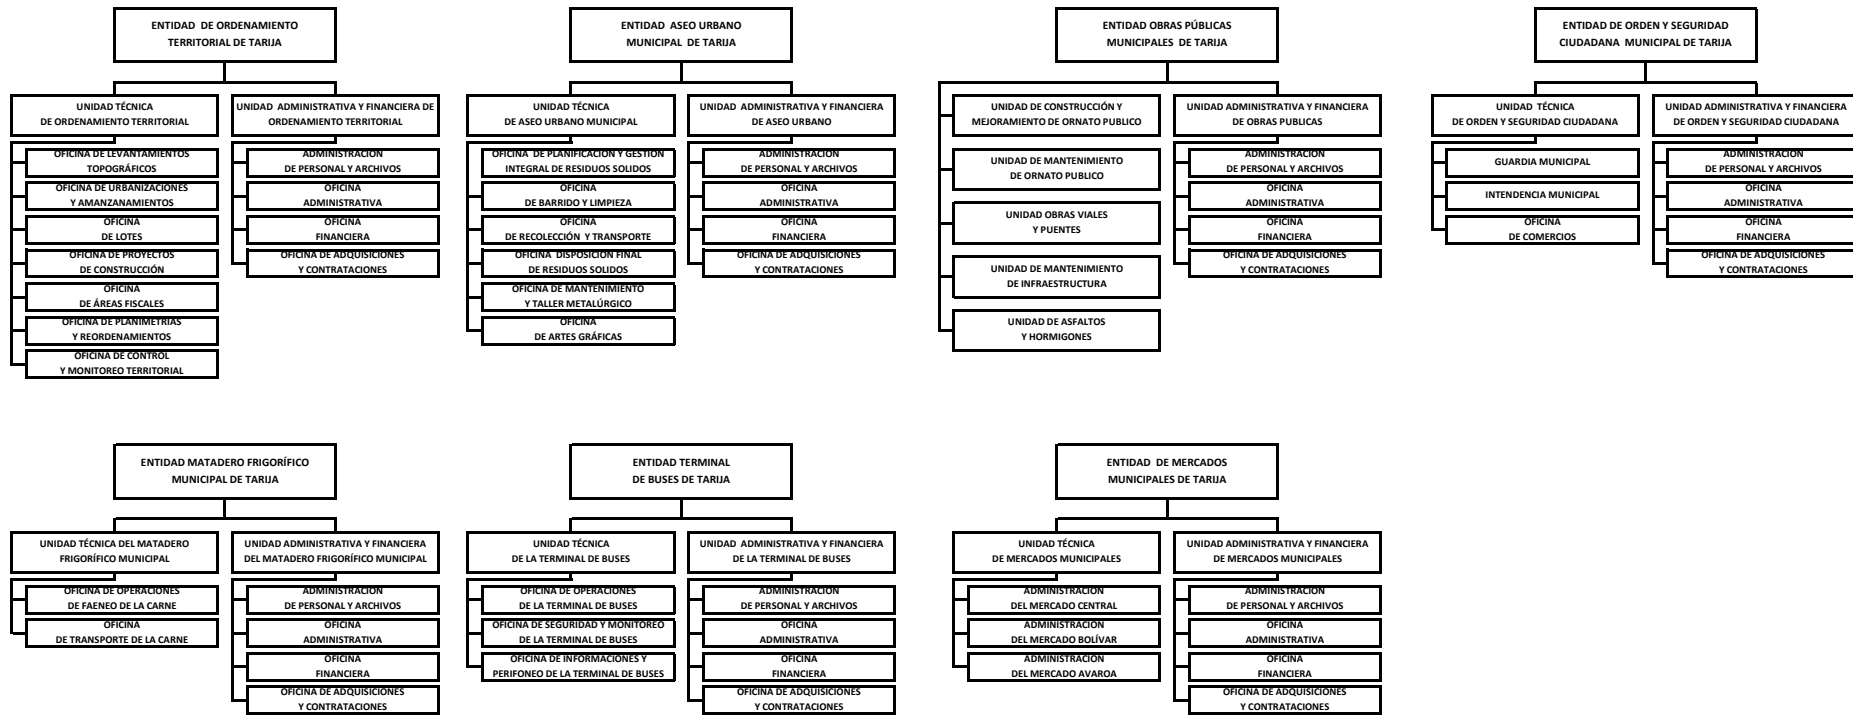 ENTIDAD DE ORDENAMIENTO
TERRITORIAL DE TARIJA
UNIDAD TÉCNICA
DE ORDENAMIENTO TERRITORIAL
OFICINA DE LEVANTAMIENTOS
TOPOGRÁFICOS
OFICINA DE URBANIZACIONES
Y AMANZANAMIENTOS
OFICINA
DE LOTES
OFICINA DE PROYECTOS
DE CONSTRUCCIÓN
OFICINA
DE ÁREAS FISCALES
OFICINA DE PLANIMETRIAS
Y REORDENAMIENTOS
OFICINA DE CONTROL
Y MONITOREO TERRITORIAL
UNIDAD ADMINISTRATIVA Y FINANCIERA DE
ORDENAMIENTO TERRITORIAL
ADMINISTRACION
DE PERSONAL Y ARCHIVOS
OFICINA
ADMINISTRATIVA
OFICINA
FINANCIERA
OFICINA DE ADQUISICIONES
Y CONTRATACIONES
ENTIDAD ASEO URBANO
MUNICIPAL DE TARIJA
UNIDAD TÉCNICA
DE ASEO URBANO MUNICIPAL
OFICINA DE PLANIFICACION Y GESTION
INTEGRAL DE RESIDUOS SOLIDOS
OFICINA
DE BARRIDO Y LIMPIEZA
OFICINA
DE RECOLECCIÓN Y TRANSPORTE
OFICINA DISPOSICION FINAL
DE RESIDUOS SOLIDOS
OFICINA DE MANTENIMIENTO
Y TALLER METALÚRGICO
OFICINA
DE ARTES GRÁFICAS
UNIDAD ADMINISTRATIVA Y FINANCIERA
DE ASEO URBANO
ADMINISTRACION
DE PERSONAL Y ARCHIVOS
OFICINA
ADMINISTRATIVA
OFICINA
FINANCIERA
OFICINA DE ADQUISICIONES
Y CONTRATACIONES
ENTIDAD OBRAS PÚBLICAS
MUNICIPALES DE TARIJA
UNIDAD DE CONSTRUCCIÓN Y
MEJORAMIENTO DE ORNATO PUBLICO
UNIDAD DE MANTENIMIENTO
DE ORNATO PUBLICO
UNIDAD OBRAS VIALES
Y PUENTES
UNIDAD DE MANTENIMIENTO
DE INFRAESTRUCTURA
UNIDAD DE ASFALTOS
Y HORMIGONES
UNIDAD ADMINISTRATIVA Y FINANCIERA
DE OBRAS PUBLICAS
ADMINISTRACION
DE PERSONAL Y ARCHIVOS
OFICINA
ADMINISTRATIVA
OFICINA
FINANCIERA
OFICINA DE ADQUISICIONES
Y CONTRATACIONES
ENTIDAD DE ORDEN Y SEGURIDAD
CIUDADANA MUNICIPAL DE TARIJA
UNIDAD TÉCNICA
DE ORDEN Y SEGURIDAD CIUDADANA
GUARDIA MUNICIPAL
INTENDENCIA MUNICIPAL
OFICINA
DE COMERCIOS
UNIDAD ADMINISTRATIVA Y FINANCIERA
DE ORDEN Y SEGURIDAD CIUDADANA
ADMINISTRACION
DE PERSONAL Y ARCHIVOS
OFICINA
ADMINISTRATIVA
OFICINA
FINANCIERA
OFICINA DE ADQUISICIONES
Y CONTRATACIONES
ENTIDAD MATADERO FRIGORÍFICO
MUNICIPAL DE TARIJA
UNIDAD TÉCNICA DEL MATADERO
FRIGORÍFICO MUNICIPAL
OFICINA DE OPERACIONES
DE FAENEO DE LA CARNE
OFICINA
DE TRANSPORTE DE LA CARNE
UNIDAD ADMINISTRATIVA Y FINANCIERA
DEL MATADERO FRIGORÍFICO MUNICIPAL
ADMINISTRACION
DE PERSONAL Y ARCHIVOS
OFICINA
ADMINISTRATIVA
OFICINA
FINANCIERA
OFICINA DE ADQUISICIONES
Y CONTRATACIONES
ENTIDAD TERMINAL
DE BUSES DE TARIJA
UNIDAD TÉCNICA
DE LA TERMINAL DE BUSES
OFICINA DE OPERACIONES
DE LA TERMINAL DE BUSES
OFICINA DE SEGURIDAD Y MONITOREO
DE LA TERMINAL DE BUSES
OFICINA DE INFORMACIONES Y
PERIFONEO DE LA TERMINAL DE BUSES
UNIDAD ADMINISTRATIVA Y FINANCIERA
DE LA TERMINAL DE BUSES
ADMINISTRACION
DE PERSONAL Y ARCHIVOS
OFICINA
ADMINISTRATIVA
OFICINA
FINANCIERA
OFICINA DE ADQUISICIONES
Y CONTRATACIONES
ENTIDAD DE MERCADOS
MUNICIPALES DE TARIJA
UNIDAD TÉCNICA
DE MERCADOS MUNICIPALES
ADMINISTRACION
DEL MERCADO CENTRAL
ADMINISTRACION
DEL MERCADO BOLÍVAR
ADMINISTRACION
DEL MERCADO AVAROA
UNIDAD ADMINISTRATIVA Y FINANCIERA
DE MERCADOS MUNICIPALES
ADMINISTRACION
DE PERSONAL Y ARCHIVOS
OFICINA
ADMINISTRATIVA
OFICINA
FINANCIERA
OFICINA DE ADQUISICIONES
Y CONTRATACIONES